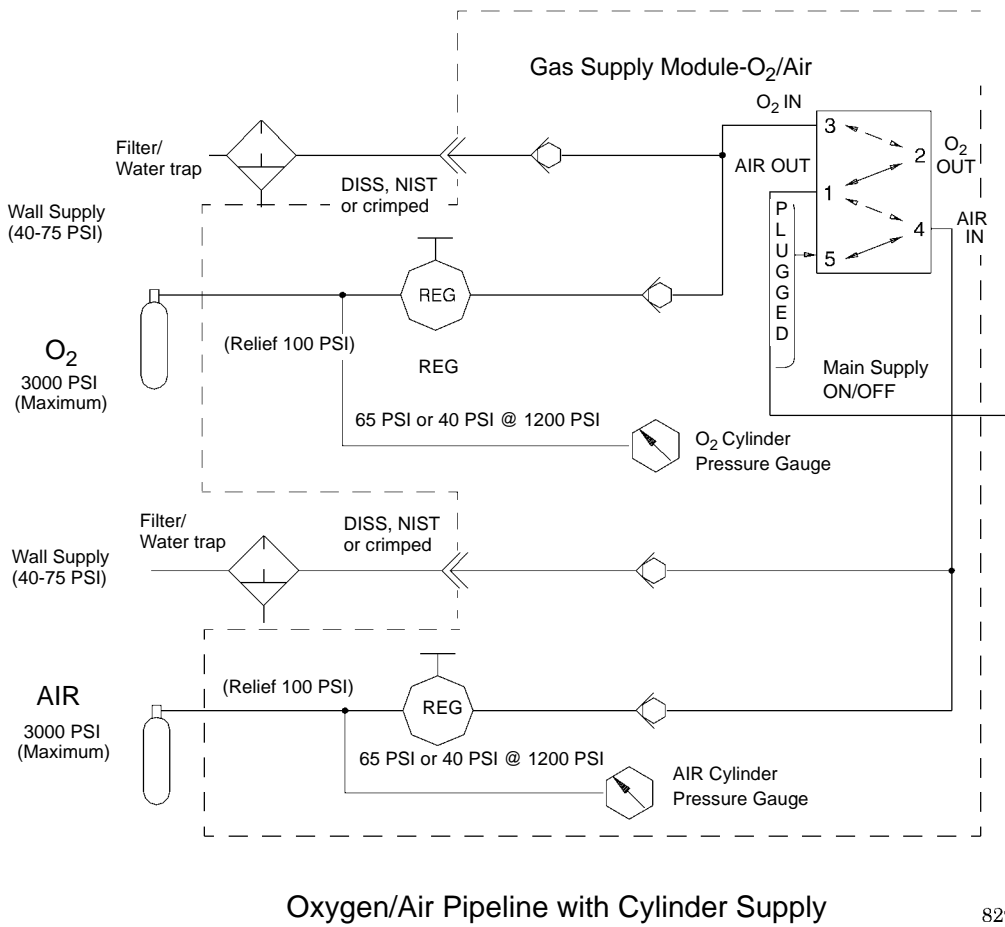 Gas Supply Module-O2/Air
O2 IN
3
2
O2
OUT
AIR OUT
1
4
AIR
IN
5
PLUGGED
Main Supply
ON/OFF
Filter/
Water trap
DISS, NIST
or crimped
Wall Supply
(40-75 PSI)
REG
(Relief 100 PSI)
REG
O2
3000 PSI
(Maximum)
65 PSI or 40 PSI @ 1200 PSI
O2 Cylinder
Pressure Gauge
Filter/
Water trap
DISS, NIST
or crimped
Wall Supply
(40-75 PSI)
AIR
3000 PSI
(Maximum)
(Relief 100 PSI)
REG
65 PSI or 40 PSI @ 1200 PSI
AIR Cylinder
Pressure Gauge
Oxygen/Air Pipeline with Cylinder Supply